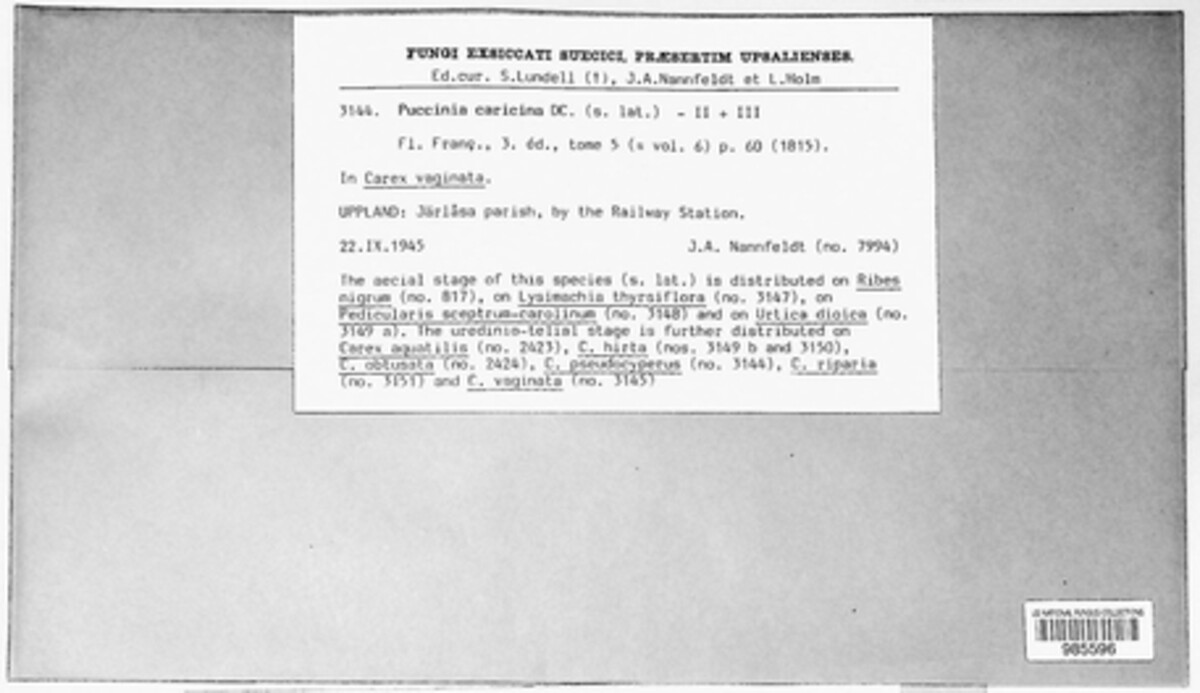 FUNGI EXSICCATI SUECICI, PRÆSERTIM UPSALIENSES.
Ed.cur. S.Lundell (†), J.A.Nannfeldt et L.Holm
3144. Puccinia caricina DC. (s. lat.) - II + III
Fl. Franç., 3. éd., tome 5 (= vol. 6) p. 60 (1815).
In Carex vaginata.
UPPLAND: Järlåsa parish, by the Railway Station.
22.IX.1945 J.A. Nannfeldt (no. 7994)
The aecial stage of this species (s. lat.) is distributed on Ribes
nigrum (no. 817), on Lysimachia thyrsiflora (no. 3147), on
Pedicularis sceptrum-carolinum (no. 3148) and on Urtica dioica (no.
3149 a). The uredinio-telial stage is further distributed on
Carex aquatilis (no. 2423), C. hirta (nos. 3149 b and 3150),
C. obtusata (no. 2424), C. pseudocyperus (no. 3144), C. riparia
(no. 3151) and C. vaginata (no. 3145)
US NATIONAL FUNGUS COLLECTIONS
985596